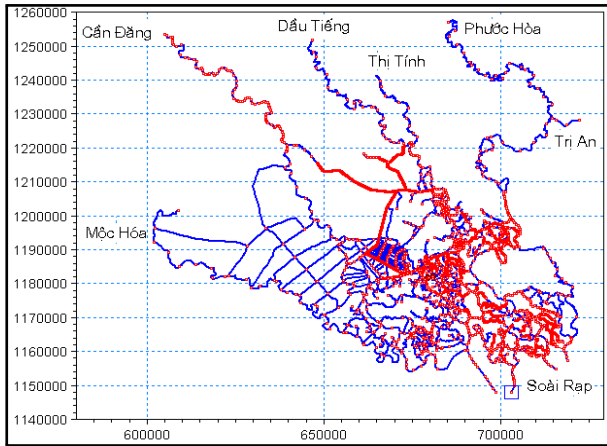 1260000
Cần Đăng
Dầu Tiếng
Phước Hòa
1250000
Thị Tính
1240000
1230000
Trị An
1220000
1210000
1200000
Mộc Hóa
1190000
1180000
1170000
1160000
1150000
Soài Rạp
1140000
600000
650000
700000